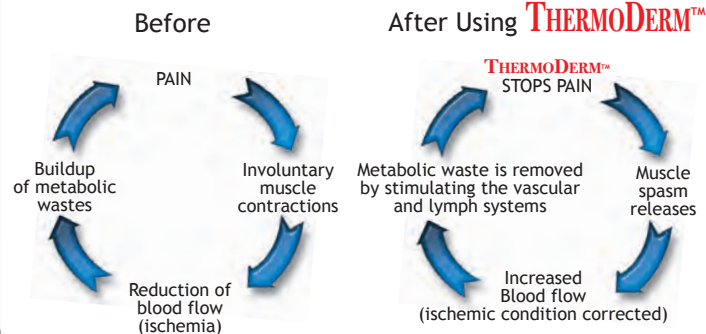 Before
PAIN
Involuntary
muscle
contractions
Reduction of
blood flow
(ischemia)
Buildup
of metabolic
wastes
After Using THERMODERM™
THERMODERM™
STOPS PAIN
Muscle
spasm
releases
Increased
Blood flow
(ischemic condition corrected)
Metabolic waste is removed
by stimulating the vascular
and lymph systems